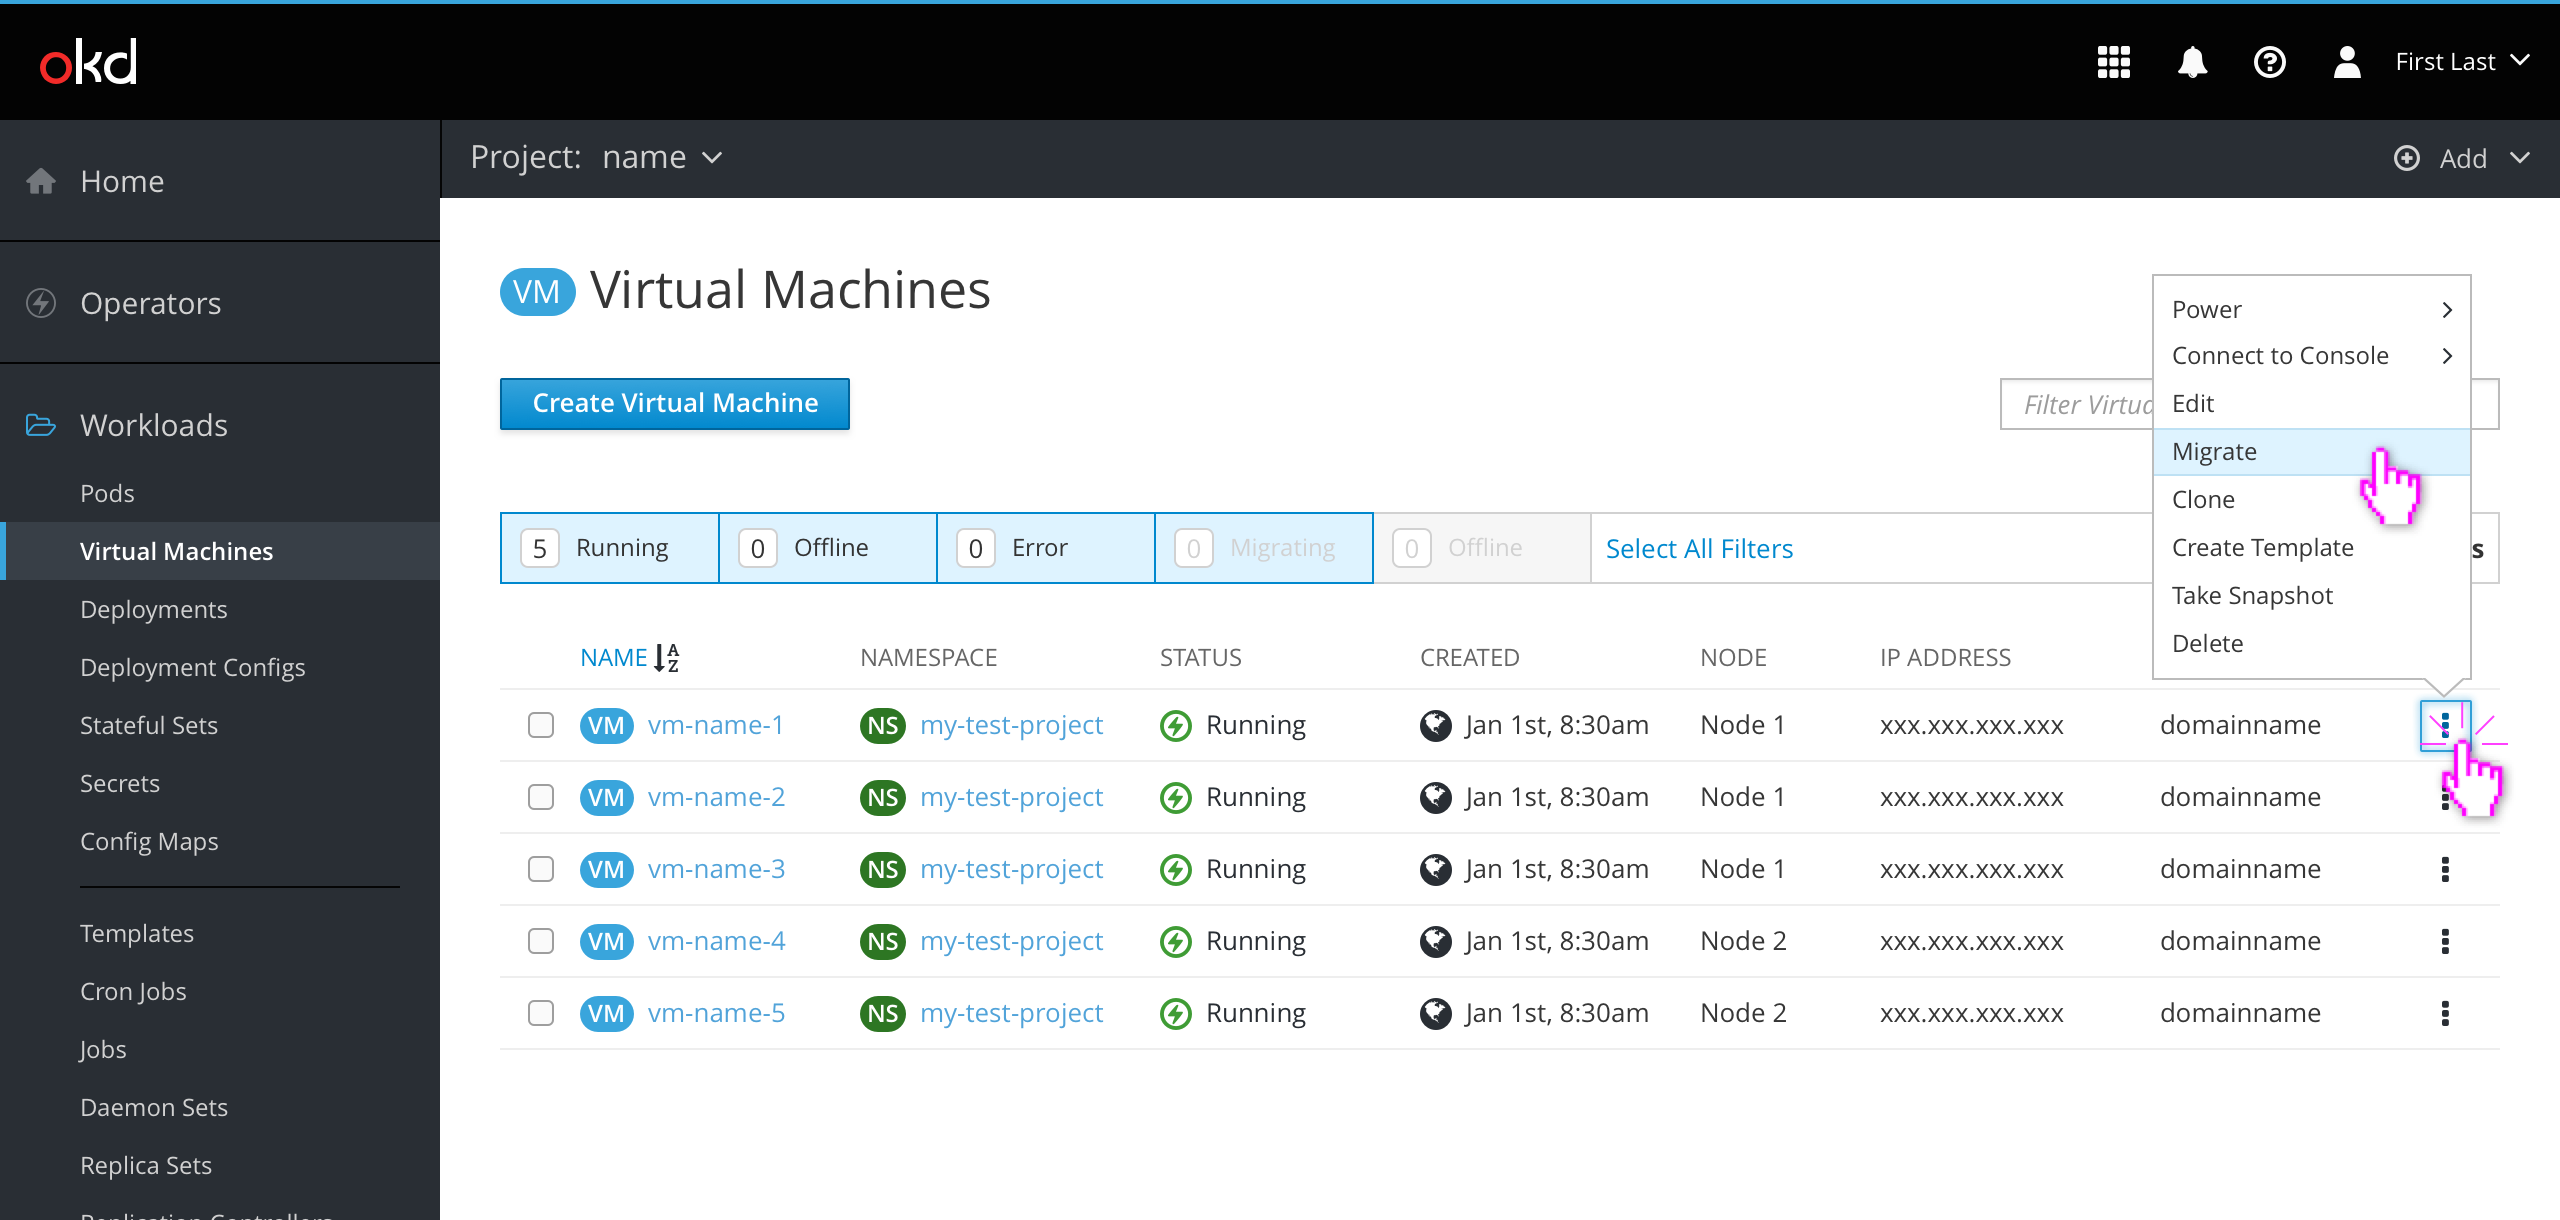 okd
First Last
Project: name
Add
Home
Operators
Workloads
Pods
Virtual Machines
Deployments
Deployment Configs
Stateful Sets
Secrets
Config Maps
Templates
Cron Jobs
Jobs
Daemon Sets
Replica Sets
VM Virtual Machines
Create Virtual Machine
Filter
Power
Connect to Console
Edit
Migrate
Clone
Create Template
Take Snapshot
Delete
5 Running 0 Offline 0 Error 0 Migrating 0 Offline Select All Filters
NAME AZ NAMESPACE STATUS CREATED NODE IP ADDRESS
VM vm-name-1 NS my-test-project Running Jan 1st, 8:30am Node 1 xxx.xxx.xxx.xxx domainname
VM vm-name-2 NS my-test-project Running Jan 1st, 8:30am Node 1 xxx.xxx.xxx.xxx domainname
VM vm-name-3 NS my-test-project Running Jan 1st, 8:30am Node 1 xxx.xxx.xxx.xxx domainname
VM vm-name-4 NS my-test-project Running Jan 1st, 8:30am Node 2 xxx.xxx.xxx.xxx domainname
VM vm-name-5 NS my-test-project Running Jan 1st, 8:30am Node 2 xxx.xxx.xxx.xxx domainname